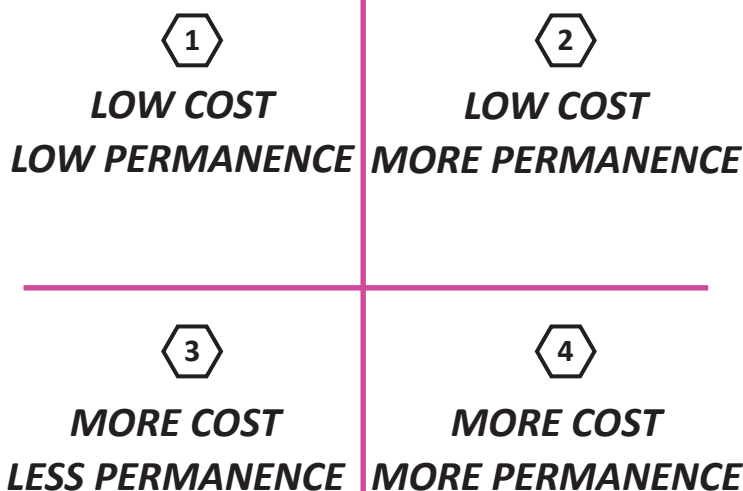 1
LOW COST
LOW PERMANENCE
2
LOW COST
MORE PERMANENCE
3
MORE COST
LESS PERMANENCE
4
MORE COST
MORE PERMANENCE